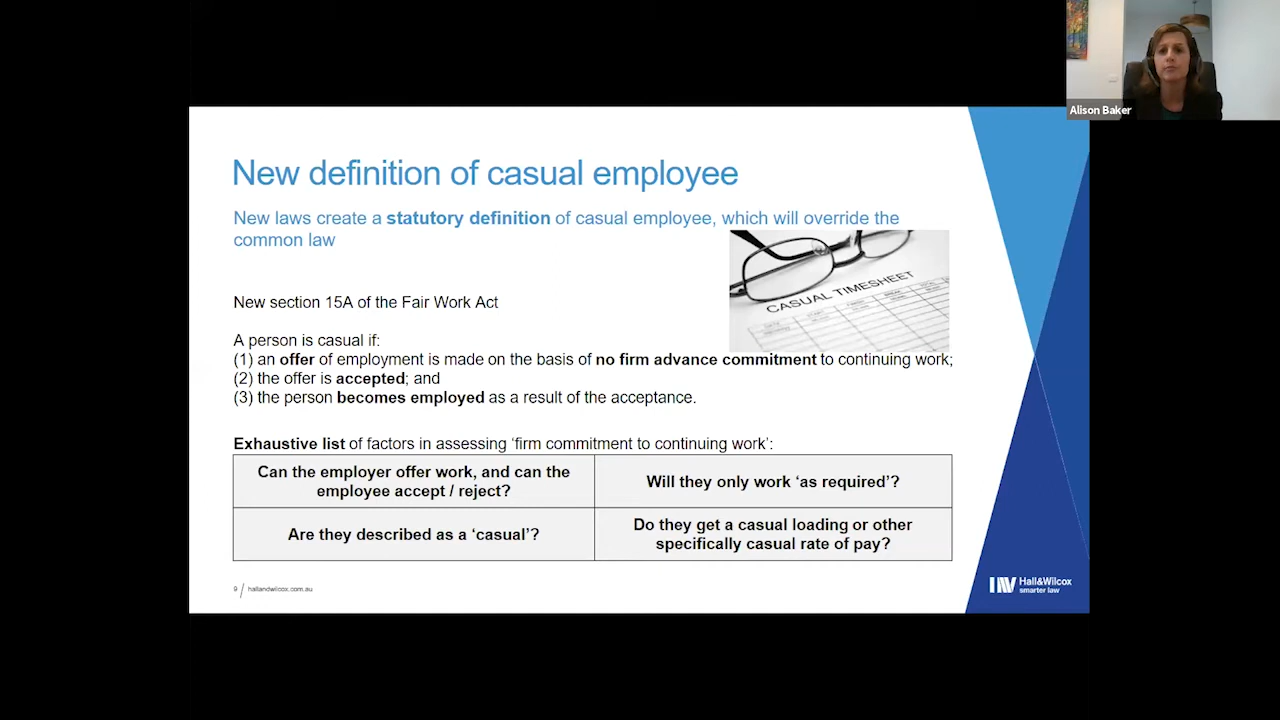 Alison Baker
New definition of casual employee
New laws create a statutory definition of casual employee, which will override the
common law
CASUAL TIMESHEET
New section 15A of the Fair Work Act
A person is casual if:
(1) an offer of employment is made on the basis of no firm advance commitment to continuing work;
(2) the offer is accepted; and
(3) the person becomes employed as a result of the acceptance.
Exhaustive list of factors in assessing ‘firm commitment to continuing work’:
Can the employer offer work, and can the
employee accept / reject?
Will they only work ‘as required’?
Are they described as a ‘casual’?
Do they get a casual loading or other
specifically casual rate of pay?
9 / hallandwilcox.com.au
Hall&Wilcox
smarter law